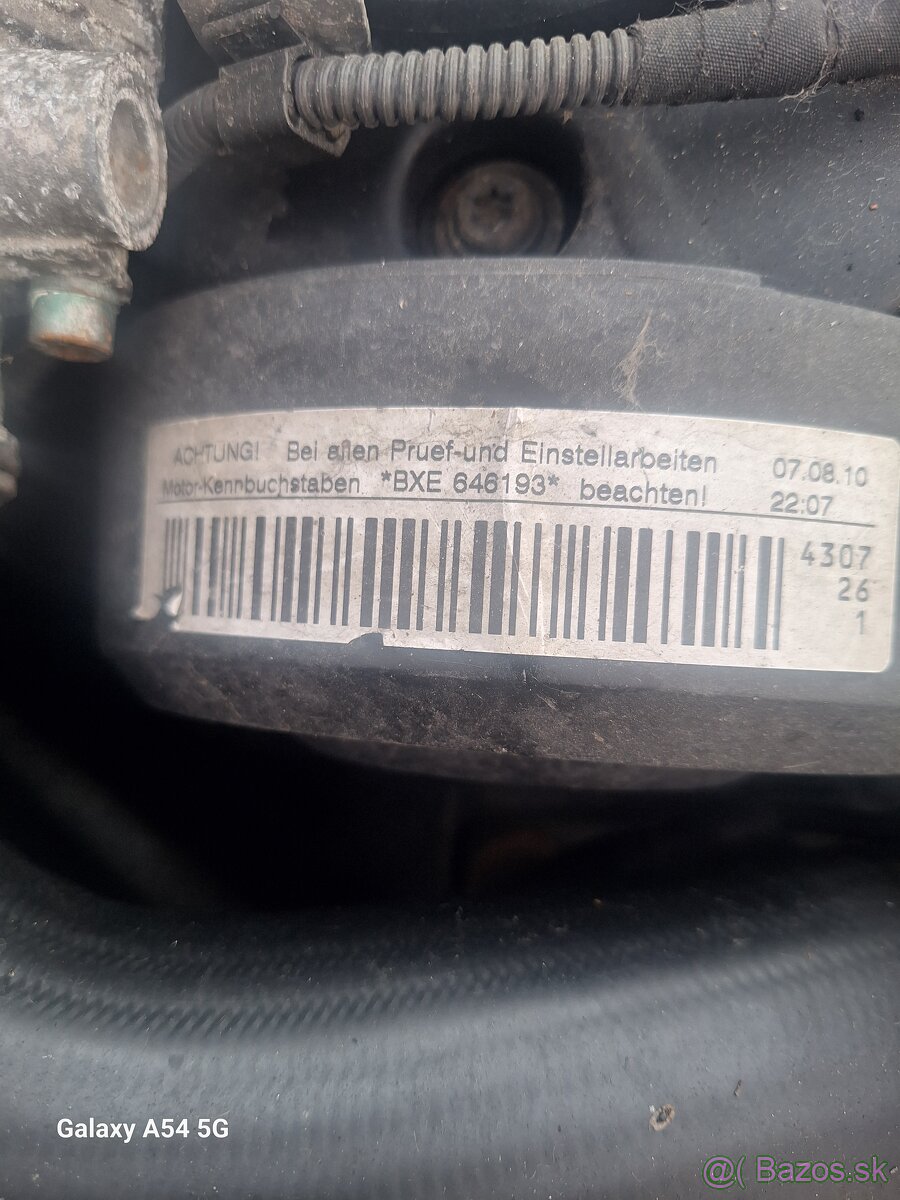 ACHTUNG! Bei allen Pruef-und Einstellarbeiten 07.08.10
Motor-Kennbuchstaben *BXE 646193* beachten! 22:07
4307
26
1
Galaxy A54 5G
@( Bazos.sk